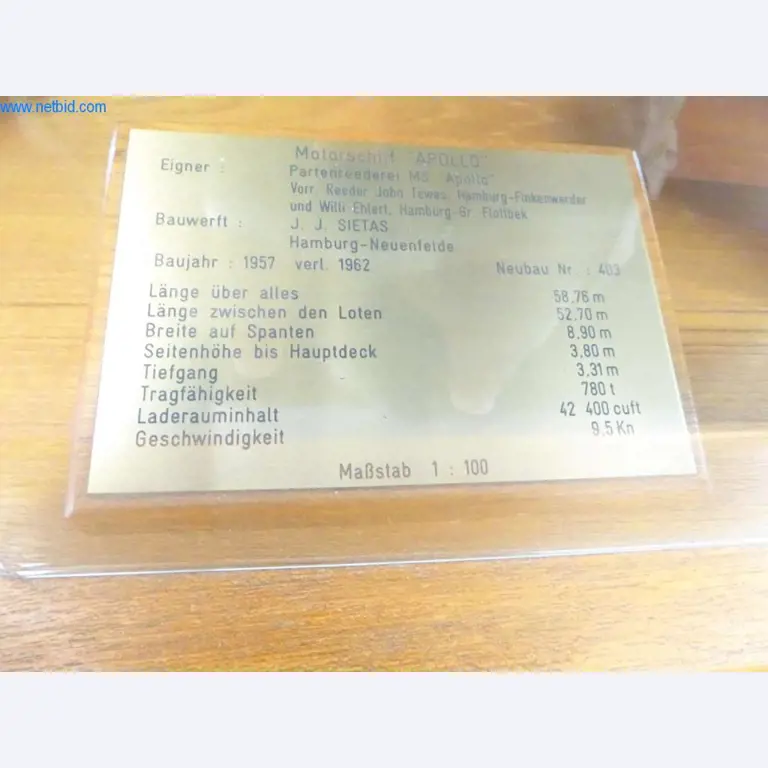 www.netbid.com
Motorschiff "APOLLO"
Eigner : Partenreederei MS "Apollo"
Vorr. Reeder John Tewes, Hamburg-Finkenwerder
und Willi Ehlert, Hamburg-Gr. Flottbek
Bauwerft : J. J. SIETAS
Hamburg-Neuenfelde
Baujahr : 1957 verl. 1962 Neubau Nr. : 403
Länge über alles 58,76 m
Länge zwischen den Loten 52,70 m
Breite auf Spanten 8,90 m
Seitenhöhe bis Hauptdeck 3,80 m
Tiefgang 3,31 m
Tragfähigkeit 780 t
Laderauminhalt 42 400 cuft
Geschwindigkeit 9,5 Kn
Maßstab 1 : 100